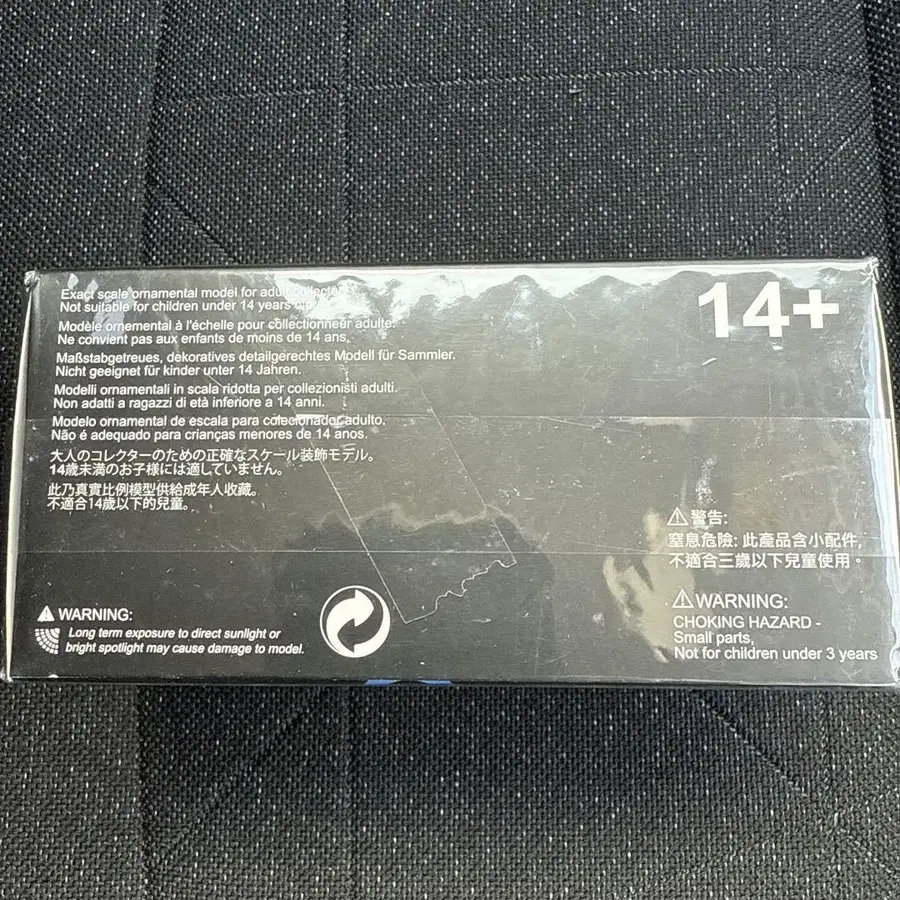 Exact scale ornamental model for adult collector
Not suitable for children under 14 years old
14+
Modèle ornemental à l'échelle pour collectionneur adulte.
Ne convient pas aux enfants de moins de 14 ans,
Maßstabgetreues, dekoratives detailgerechtes Modell für Sammler.
Nicht geeignet für kinder unter 14 Jahren.
Modelli ornamentali in scala ridotta per collezionisti adulti.
Non adatti a ragazzi di età inferiore a 14 anni.
Modelo ornamental de escala para colecionador adulto.
Não é adequado para crianças menores de 14 anos.
大人のコレクターのための正確なスケール装飾モデル。
14歳未満のお子様には適していません。
此乃真實比例模型供給成年人收藏。
不適合14歲以下的兒童。
警告:
窒息危險: 此產品含小配件,
不適合三歲以下兒童使用。
WARNING:
Long term exposure to direct sunlight or
bright spotlight may cause damage to model.
WARNING:
CHOKING HAZARD -
Small parts,
Not for children under 3 years